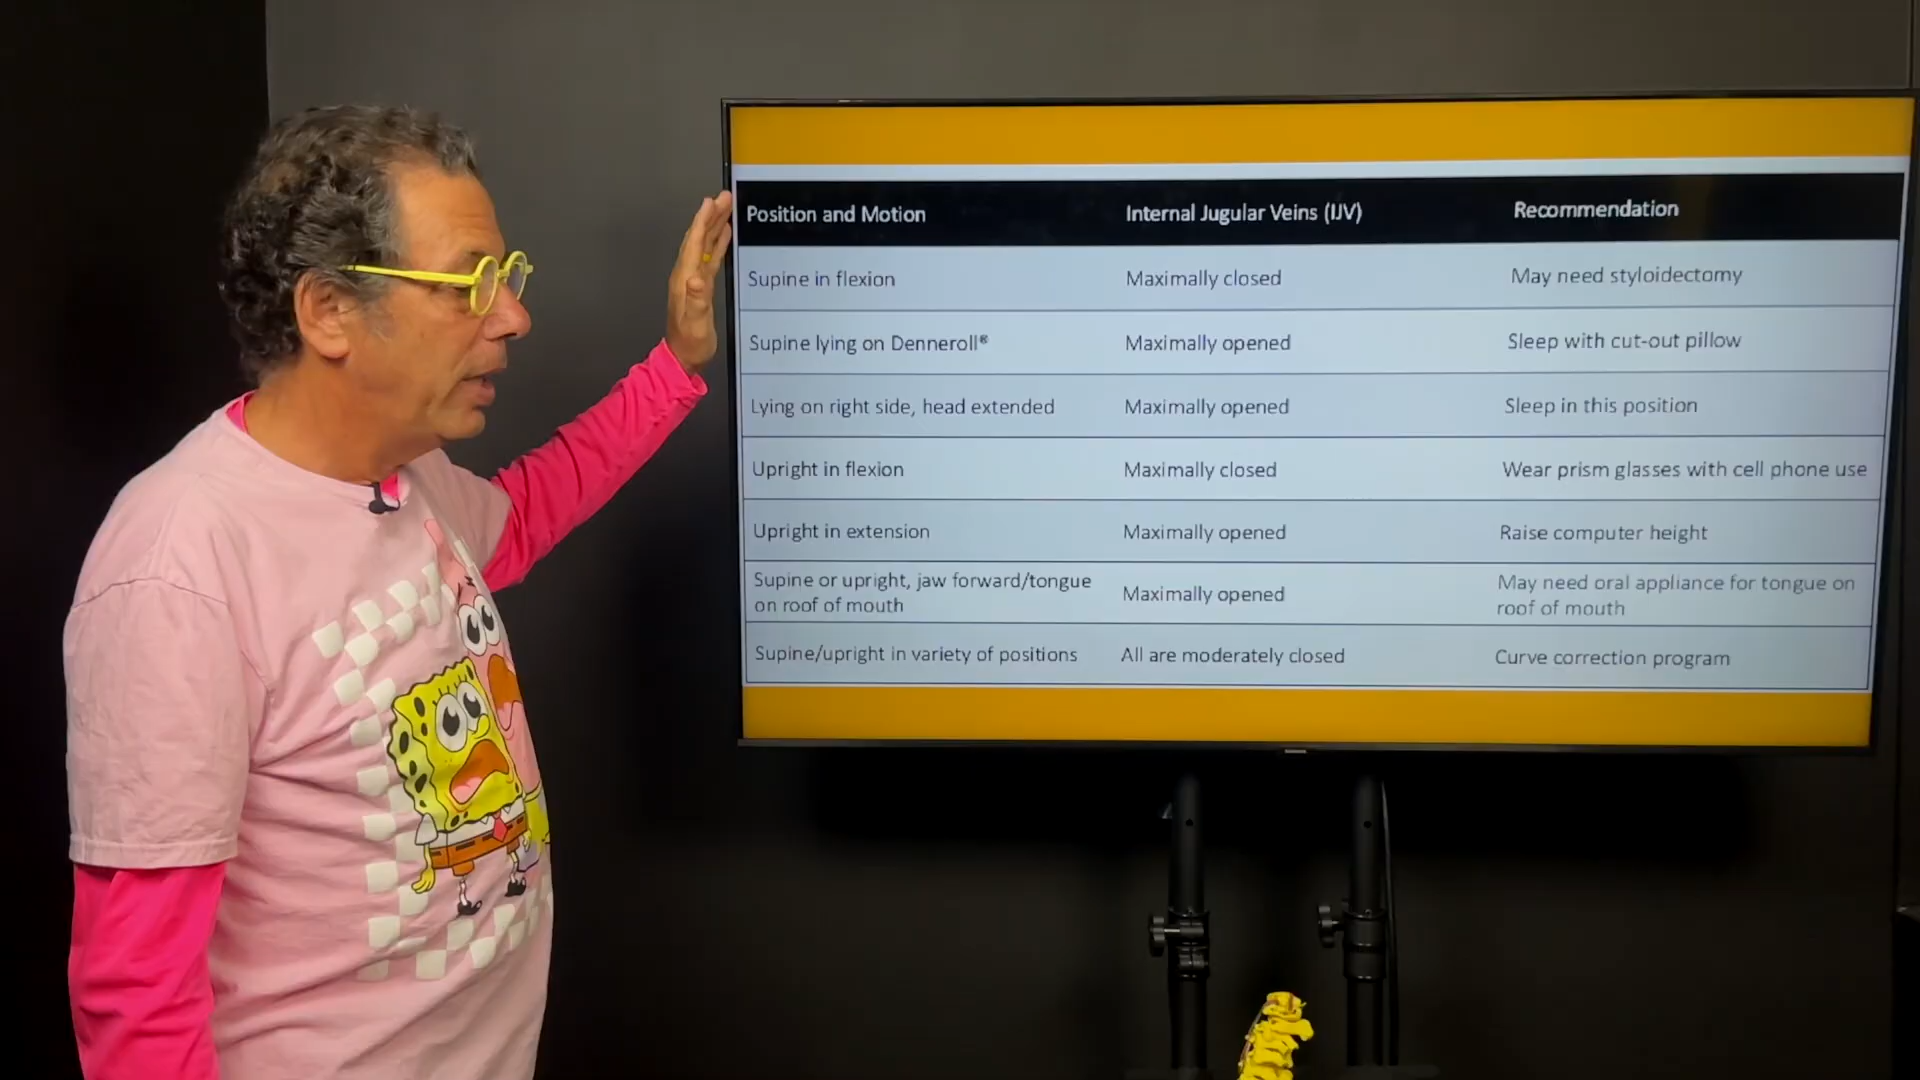 Position and Motion Internal Jugular Veins (IJV) Recommendation
Supine in flexion Maximally closed May need styloidectomy
Supine lying on Denneroll® Maximally opened Sleep with cut-out pillow
Lying on right side, head extended Maximally opened Sleep in this position
Upright in flexion Maximally closed Wear prism glasses with cell phone use
Upright in extension Maximally opened Raise computer height
Supine or upright, jaw forward/tongue
on roof of mouth
Maximally opened
May need oral appliance for tongue on
roof of mouth
Supine/upright in variety of positions All are moderately closed Curve correction program